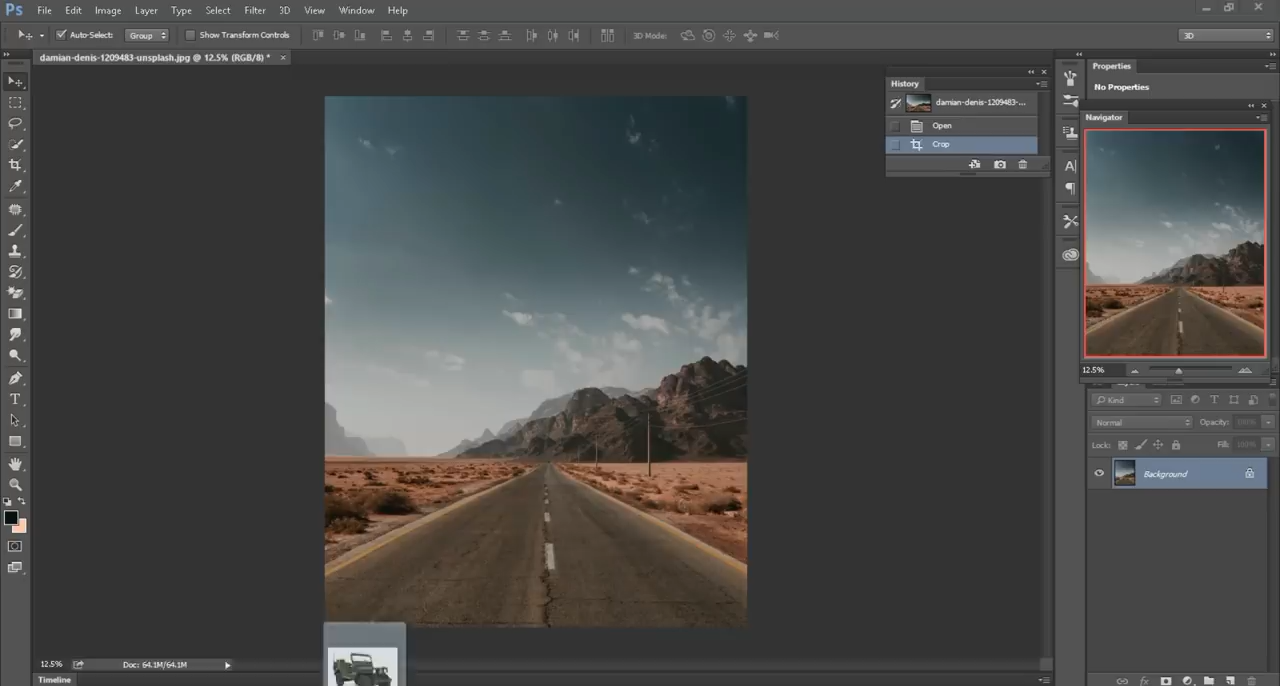 Ps File Edit Image Layer Type Select Filter 3D View Window Help
Auto-Select: Group Show Transform Controls 3D Mode: 3D
damian-denis-1209483-unsplash.jpg @ 12.5% (RGB/8) * ×
History
damian-denis-1209483-...
Open
Crop
Properties
No Properties
Navigator
12.5%
Kind
Normal Opacity: 100%
Lock: Fill: 100%
Background
12.5% Doc: 64.1M/64.1M
Timeline